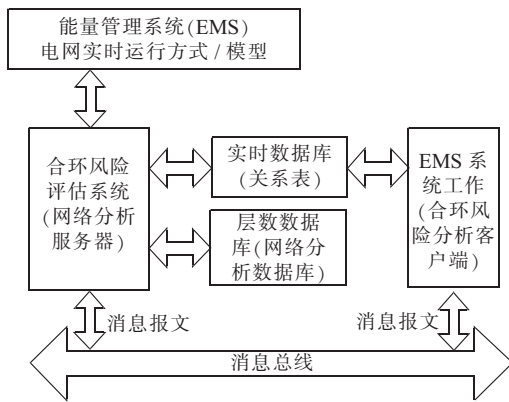 能量管理系统(EMS)
电网实时运行方式/模型
合环风险
评估系统
(网络分析
服务器)
实时数据库
(关系表)
层数数据
库(网络分
析数据库)
EMS 系
统工作
(合环风
险分析客
户端)
消息报文
消息报文
消息总线